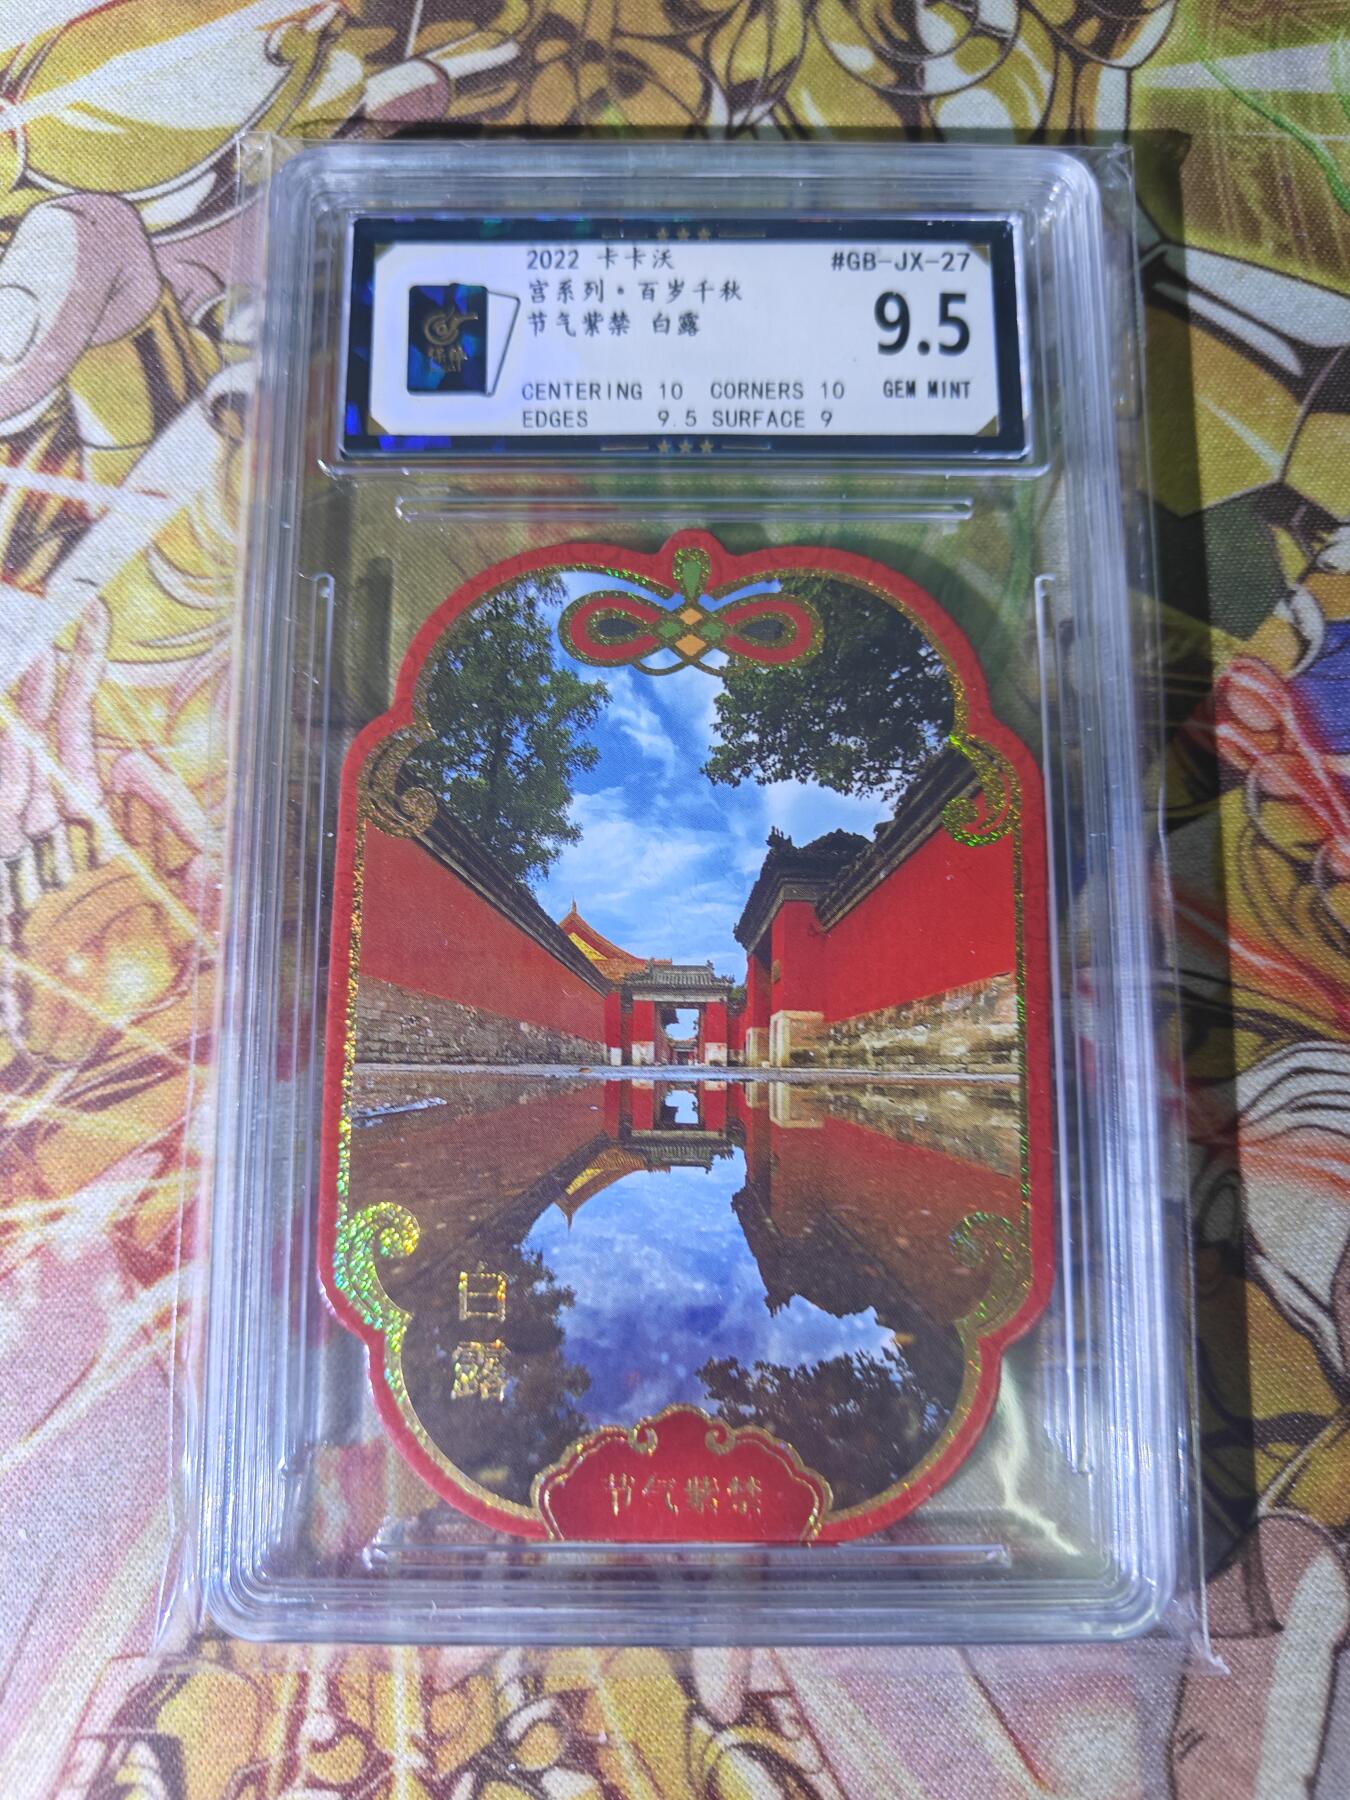 2022 卡卡沃 #GB-JX-27
宫系列·百岁千秋
节气紫禁 白露
9.5
CENTERING 10 CORNERS 10 GEM MINT
EDGES 9.5 SURFACE 9
白露
节气紫禁